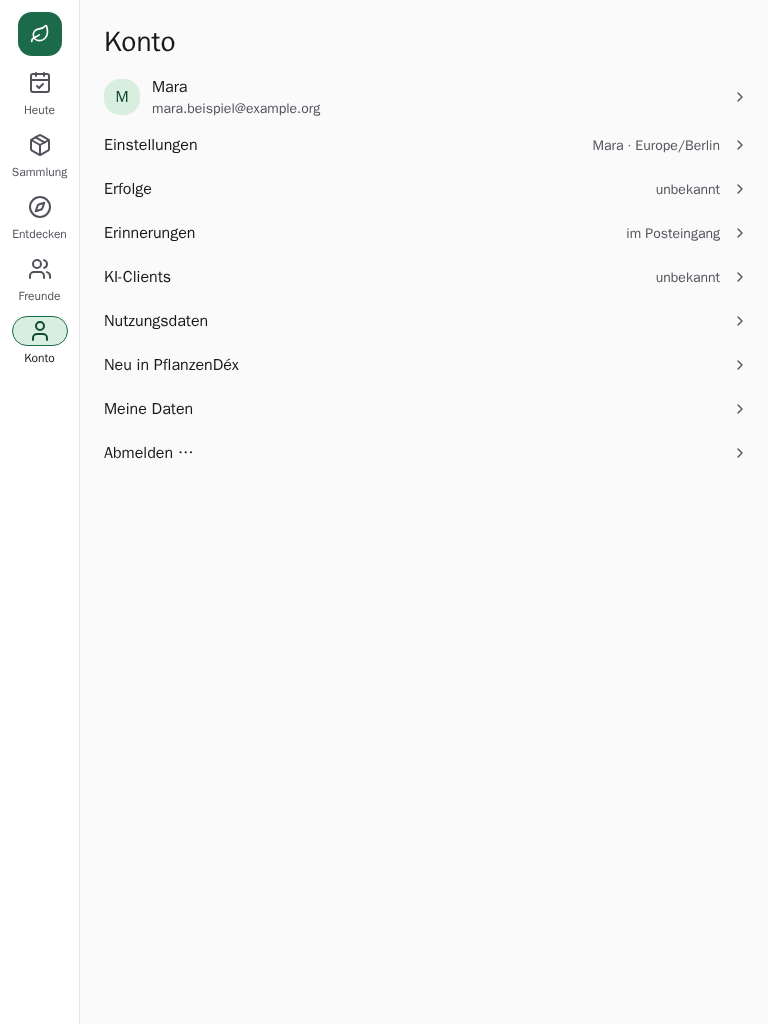 Konto
Heute
Sammlung
Entdecken
Freunde
Konto
M
Mara
mara.beispiel@example.org
Einstellungen Mara · Europe/Berlin
Erfolge unbekannt
Erinnerungen im Posteingang
KI-Clients unbekannt
Nutzungsdaten
Neu in PflanzenDéx
Meine Daten
Abmelden ···